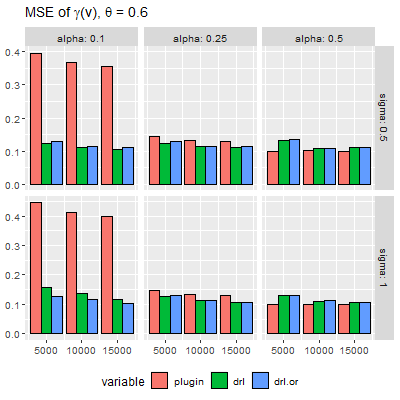 MSE of γ(v), θ = 0.6
alpha: 0.1 alpha: 0.25 alpha: 0.5
0.4
0.3
0.2
0.1
0.0
sigma: 0.5
0.4
0.3
0.2
0.1
0.0
sigma: 1
5000 10000 15000 5000 10000 15000 5000 10000 15000
variable plugin drl drl.or